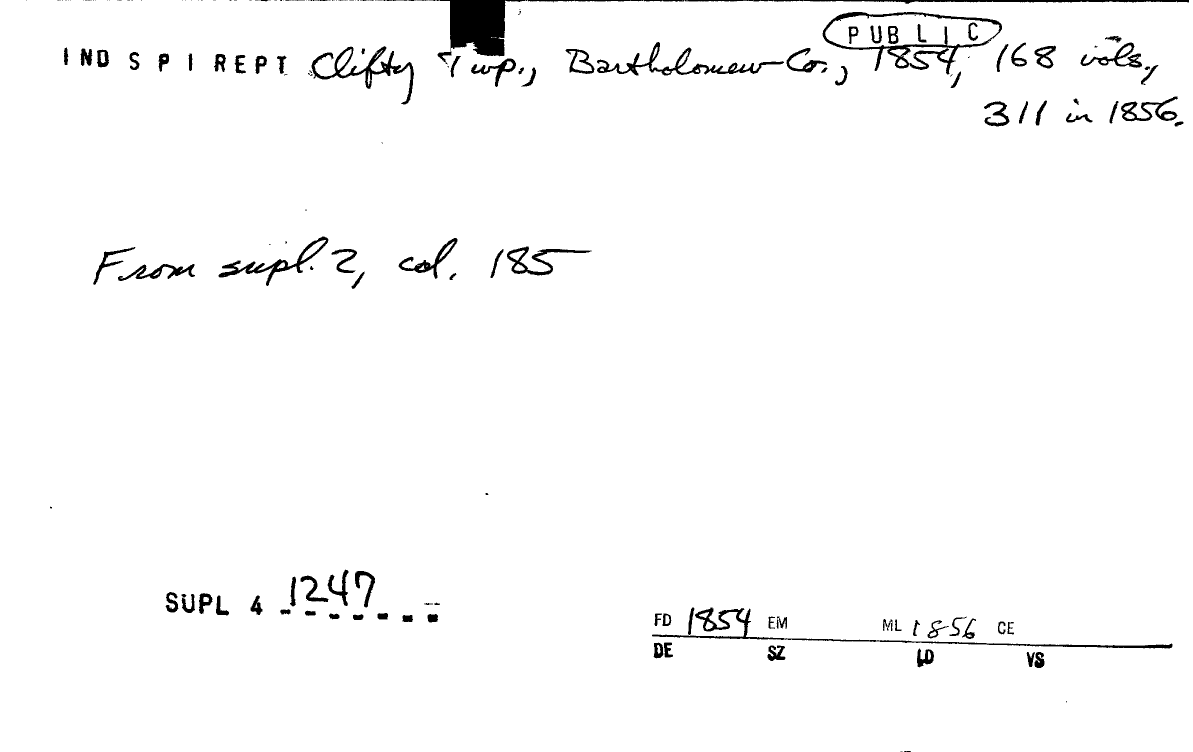 PUBLIC
IND S P I REPT Clifty Twp., Bartholomew Co., 1854, 168 vols.,
311 in 1856.
From supl. 2, col. 185
SUPL 4 1247
FD 1854 EM ML 1856 CE
DE SZ LD VS